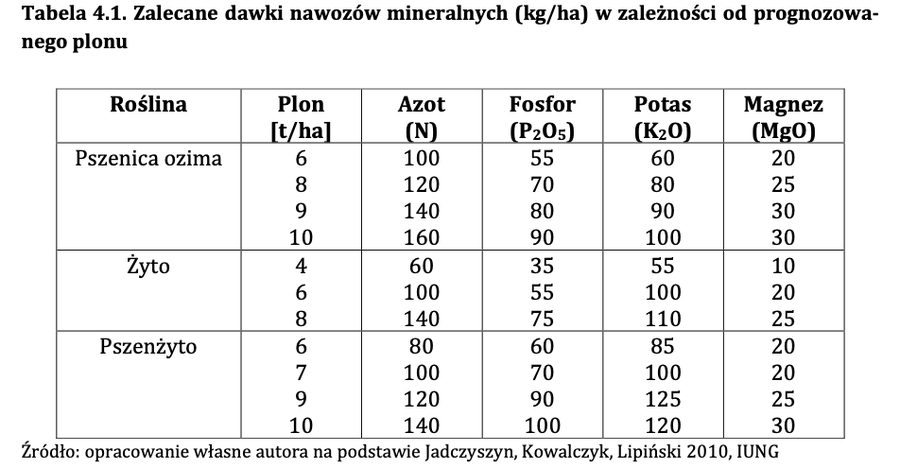 Tabela 4.1. Zalecane dawki nawozów mineralnych (kg/ha) w zależności od prognozowa-
nego plonu
Roślina Plon [t/ha] Azot (N) Fosfor (P₂O₅) Potas (K₂O) Magnez (MgO)
Pszenica ozima 6 100 55 60 20
8 120 70 80 25
9 140 80 90 30
10 160 90 100 30
Żyto 4 60 35 55 10
6 100 55 100 20
8 140 75 110 25
Pszenżyto 6 80 60 85 20
7 100 70 100 20
9 120 90 125 25
10 140 100 120 30
Źródło: opracowanie własne autora na podstawie Jadczyszyn, Kowalczyk, Lipiński 2010, IUNG